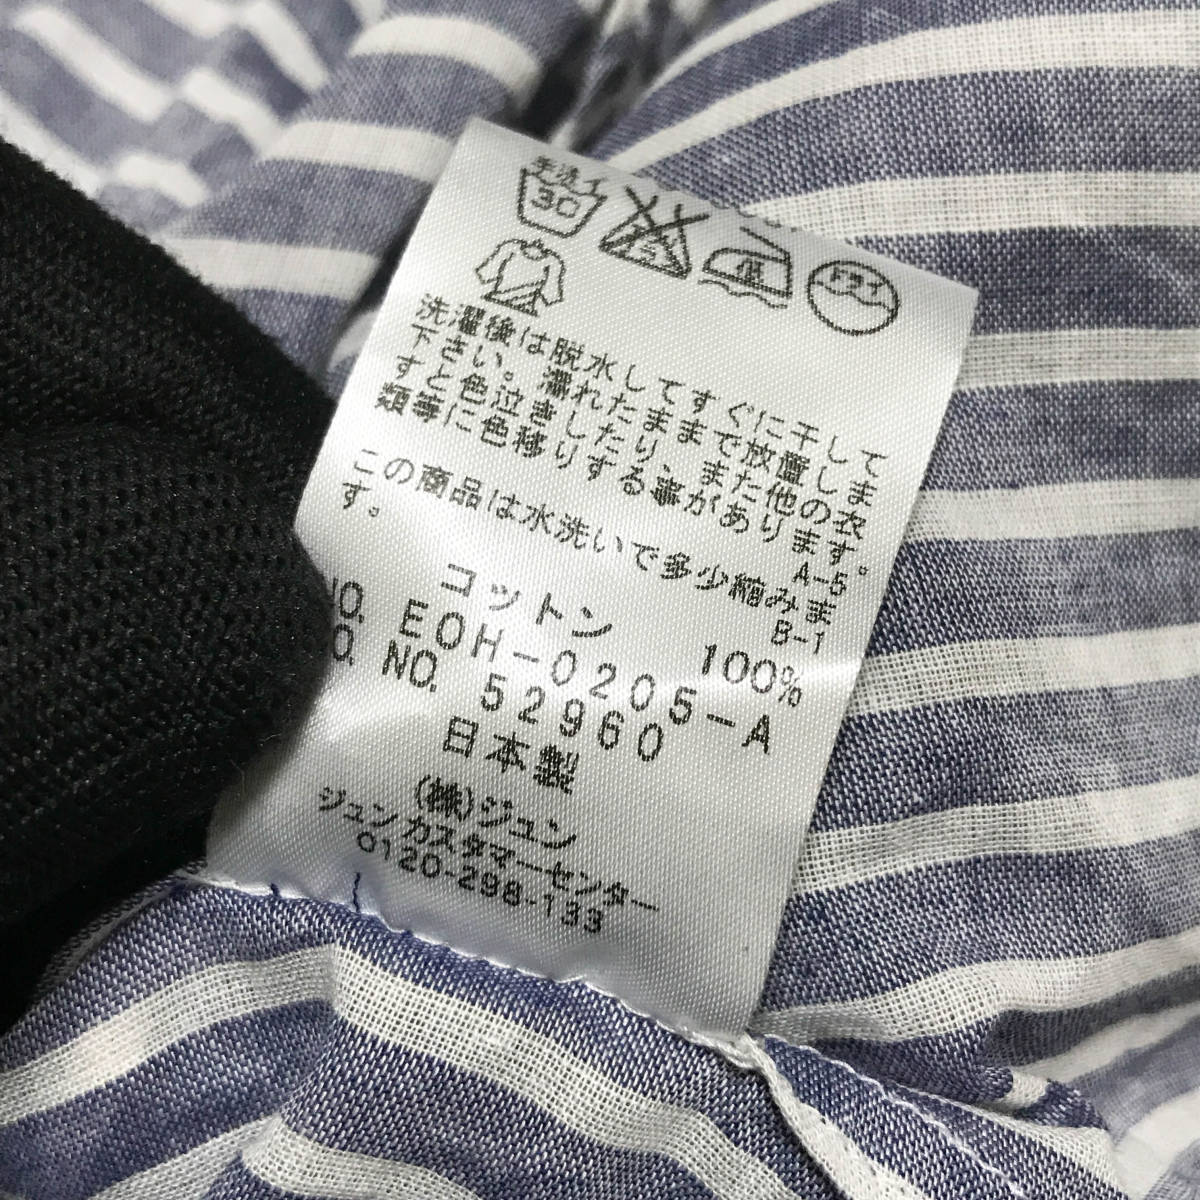 手洗イ
30
低
ドライ
洗濯後は脱水してすぐに干して
下さい。濡れたままで放置しま
すと色泣きしたり、また他の衣
類等に色移りする事があります。
A-5
この商品は水洗いで多少縮みま
す。
B-1
コットン 100%
NO. EOH-0205-A
O. NO. 52960
日本製
(株)ジュン
ジュンカスタマーセンター
0120-298-133